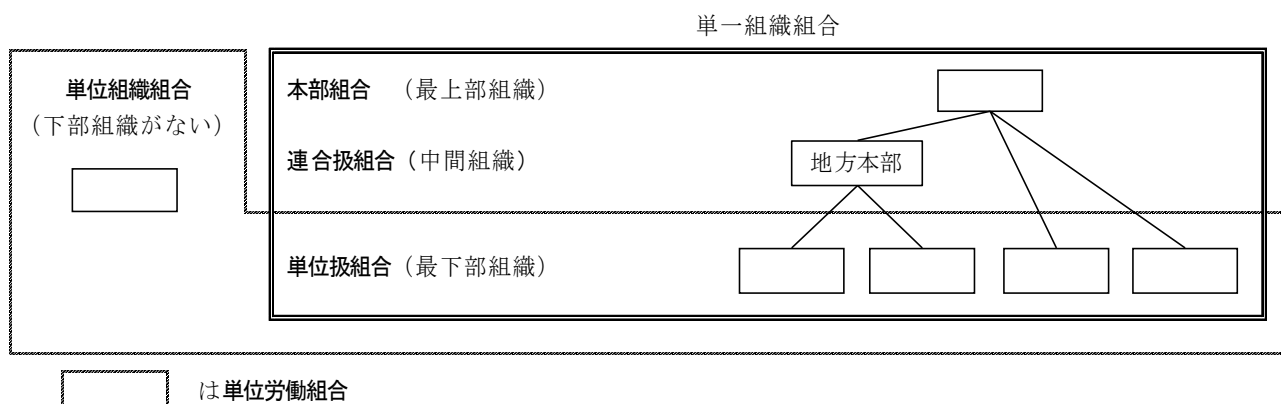 単一組織組合
単位組織組合
（下部組織がない）
本部組合　（最上部組織）
連合扱組合（中間組織）
地方本部
単位扱組合（最下部組織）
は単位労働組合